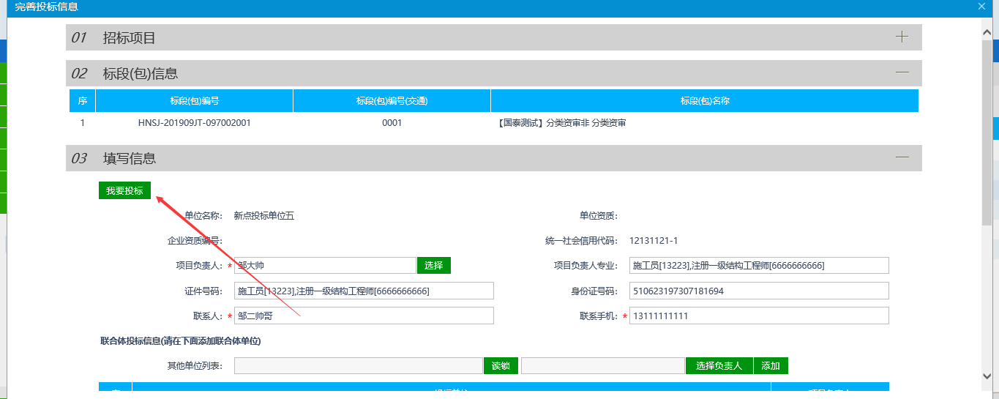 完善投标信息
01 招标项目
02 标段(包)信息
序 标段(包)编号 标段(包)编号(交通) 标段(包)名称
1 HNSJ-201909JT-097002001 0001 【国泰测试】分类资审非 分类资审
03 填写信息
我要投标
单位名称: 新点投标单位五 单位资质:
企业资质编号: 统一社会信用代码: 12131121-1
项目负责人: * 邹大帅 选择 项目负责人专业: 施工员[13223],注册一级结构工程师[6666666666]
证件号码: 施工员[13223],注册一级结构工程师[6666666666] 身份证号码: 510623197307181694
联系人: * 邹二帅哥 联系手机: * 13111111111
联合体投标信息(请在下面添加联合体单位)
其他单位列表: 读锁 选择负责人 添加